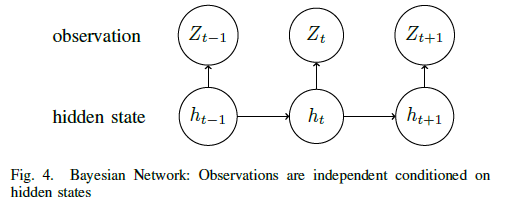 observation Z_{t−1} Z_t Z_{t+1}
hidden state h_{t−1} h_t h_{t+1}
Fig. 4. Bayesian Network: Observations are independent conditioned on
hidden states